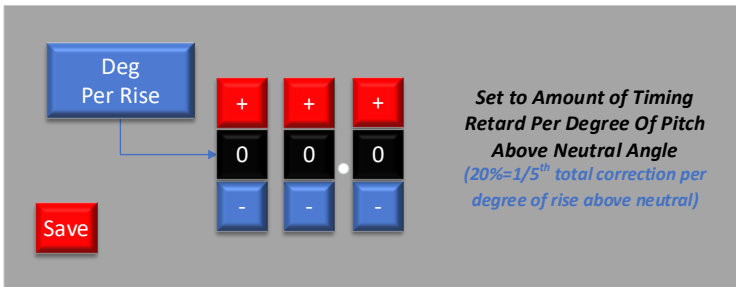 Deg
Per Rise
+ + +
0 0 . 0
- - -
Save
Set to Amount of Timing
Retard Per Degree Of Pitch
Above Neutral Angle
(20%=1/5th total correction per
degree of rise above neutral)